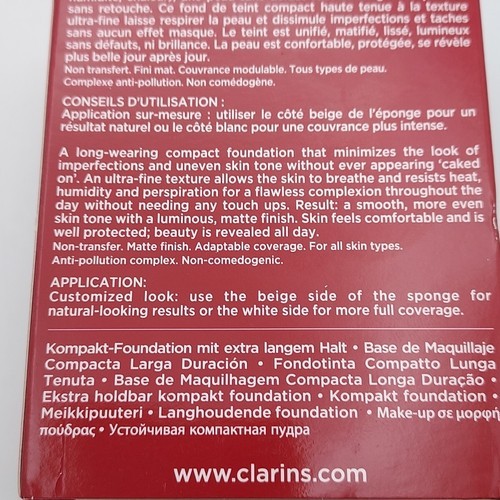 sans retouche. Ce fond de teint compact haute tenue à la texture
ultra-fine laisse respirer la peau et dissimule imperfections et taches
sans aucun effet masque. Le teint est unifié, matifié, lissé, lumineux
sans défauts, ni brillance. La peau est confortable, protégée, se révèle
plus belle jour après jour.
Non transfert. Fini mat. Couvrance modulable. Tous types de peau.
Complexe anti-pollution. Non comédogène.
CONSEILS D'UTILISATION :
Application sur-mesure : utiliser le côté beige de l'éponge pour un
résultat naturel ou le côté blanc pour une couvrance plus intense.
A long-wearing compact foundation that minimizes the look of
imperfections and uneven skin tone without ever appearing 'caked
on'. An ultra-fine texture allows the skin to breathe and resists heat,
humidity and perspiration for a flawless complexion throughout the
day without needing any touch ups. Result: a smooth, more even
skin tone with a luminous, matte finish. Skin feels comfortable and is
well protected; beauty is revealed all day.
Non-transfer. Matte finish. Adaptable coverage. For all skin types.
Anti-pollution complex. Non-comedogenic.
APPLICATION:
Customized look: use the beige side of the sponge for
natural-looking results or the white side for more full coverage.
Kompakt-Foundation mit extra langem Halt • Base de Maquillaje
Compacta Larga Duración • Fondotinta Compatto Lunga
Tenuta • Base de Maquilhagem Compacta Longa Duração •
Ekstra holdbar kompakt foundation • Kompakt foundation •
Meikkipuuteri • Langhoudende foundation • Make-up σε μορφή
πούδρας • Устойчивая компактная пудра
www.clarins.com